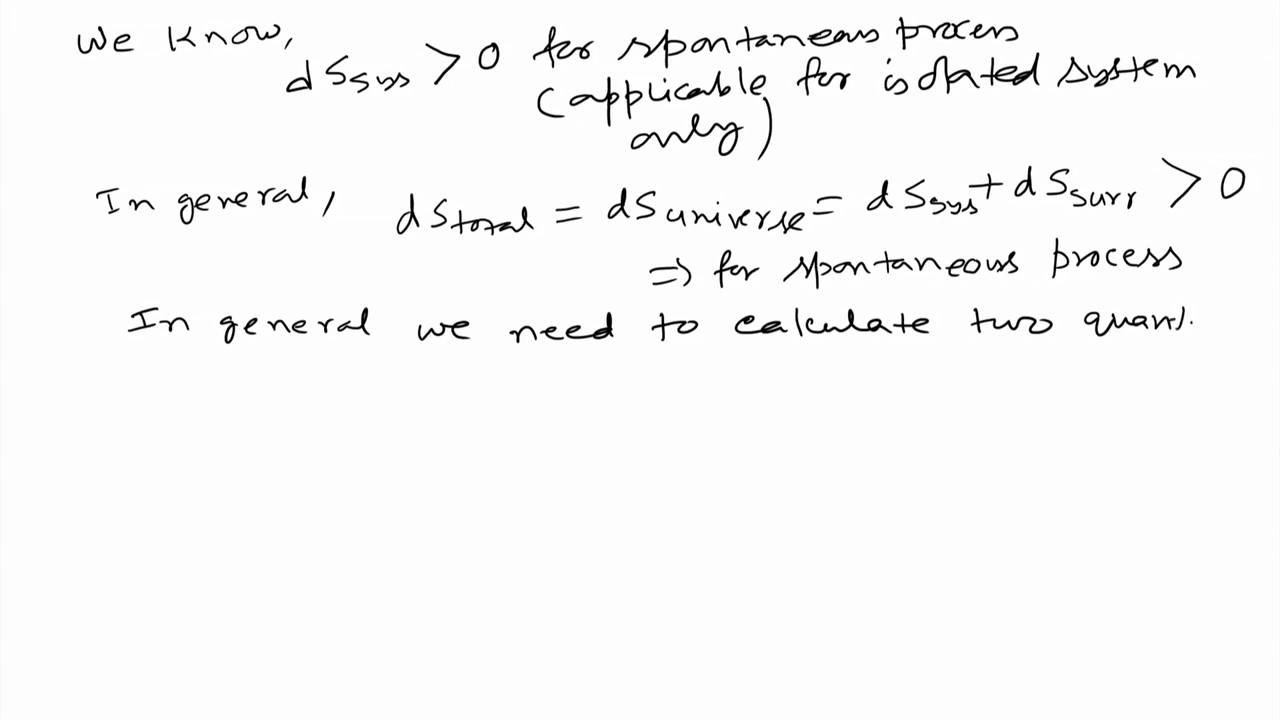 We know,
dS_sys > 0 for spontaneous process
(applicable for isolated system
only)
In general, dS_total = dS_universe = dS_sys + dS_surr > 0
⇒ for spontaneous process
In general we need to calculate two